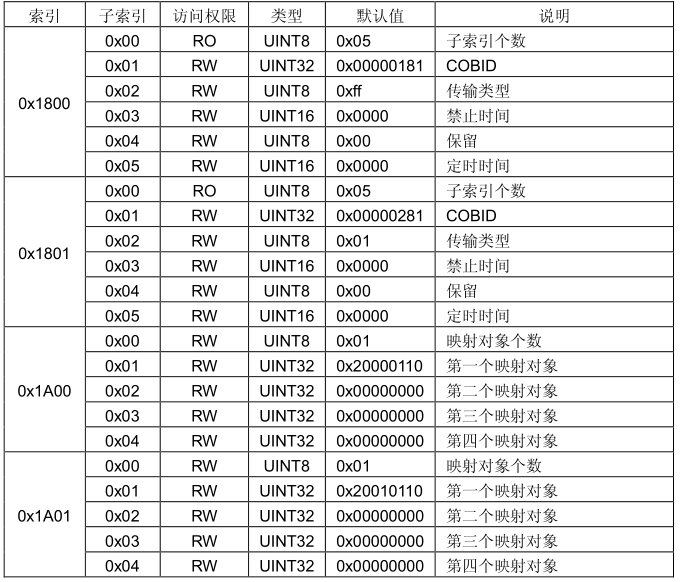 索引 子索引 访问权限 类型 默认值 说明
0x1800 0x00 RO UINT8 0x05 子索引个数
0x01 RW UINT32 0x00000181 COBID
0x02 RW UINT8 0xff 传输类型
0x03 RW UINT16 0x0000 禁止时间
0x04 RW UINT8 0x00 保留
0x05 RW UINT16 0x0000 定时时间
0x1801 0x00 RO UINT8 0x05 子索引个数
0x01 RW UINT32 0x00000281 COBID
0x02 RW UINT8 0x01 传输类型
0x03 RW UINT16 0x0000 禁止时间
0x04 RW UINT8 0x00 保留
0x05 RW UINT16 0x0000 定时时间
0x1A00 0x00 RW UINT8 0x01 映射对象个数
0x01 RW UINT32 0x20000110 第一个映射对象
0x02 RW UINT32 0x00000000 第二个映射对象
0x03 RW UINT32 0x00000000 第三个映射对象
0x04 RW UINT32 0x00000000 第四个映射对象
0x1A01 0x00 RW UINT8 0x01 映射对象个数
0x01 RW UINT32 0x20010110 第一个映射对象
0x02 RW UINT32 0x00000000 第二个映射对象
0x03 RW UINT32 0x00000000 第三个映射对象
0x04 RW UINT32 0x00000000 第四个映射对象